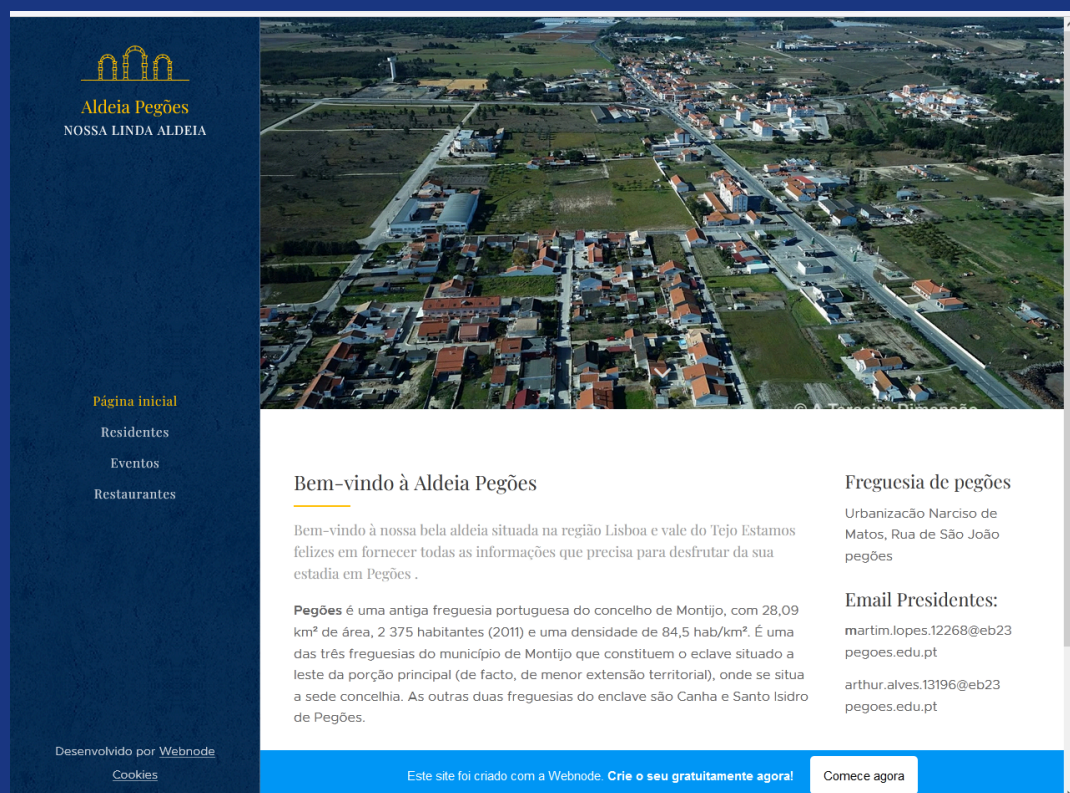 Aldeia Pegões
NOSSA LINDA ALDEIA
Página inicial
Residentes
Eventos
Restaurantes
Desenvolvido por Webnode
Cookies
© A Terceira Dimensão
Bem-vindo à Aldeia Pegões
Bem-vindo à nossa bela aldeia situada na região Lisboa e vale do Tejo Estamos
felizes em fornecer todas as informações que precisa para desfrutar da sua
estadia em Pegões .
Pegões é uma antiga freguesia portuguesa do concelho de Montijo, com 28,09
km² de área, 2 375 habitantes (2011) e uma densidade de 84,5 hab/km². É uma
das três freguesias do município de Montijo que constituem o eclave situado a
leste da porção principal (de facto, de menor extensão territorial), onde se situa
a sede concelhia. As outras duas freguesias do enclave são Canha e Santo Isidro
de Pegões.
Freguesia de pegões
Urbanizacão Narciso de
Matos, Rua de São João
pegões
Email Presidentes:
martim.lopes.12268@eb23
pegoes.edu.pt
arthur.alves.13196@eb23
pegoes.edu.pt
Este site foi criado com a Webnode. Crie o seu gratuitamente agora!
Comece agora